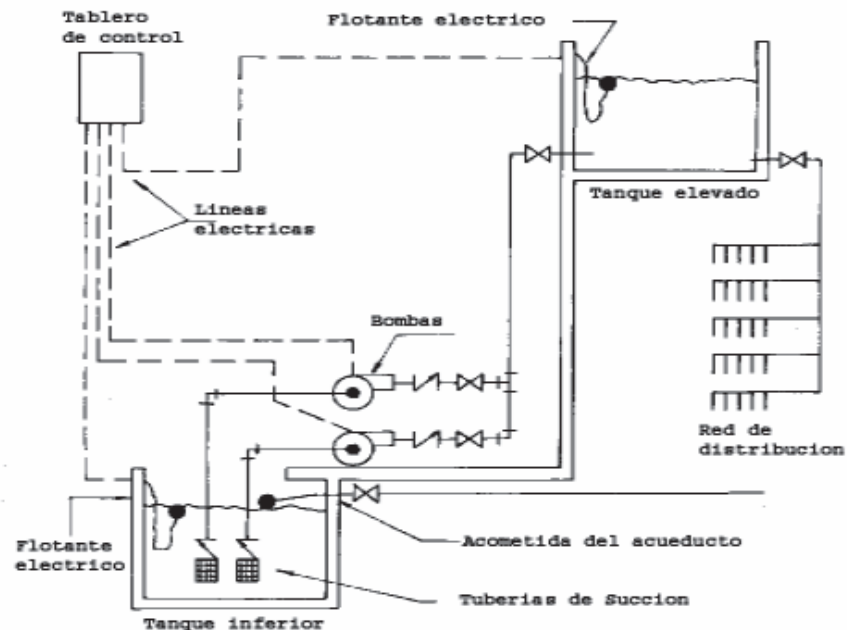 Tablero
de control
Flotante electrico
Tanque elevado
Lineas
electricas
Bombas
Red de
distribucion
Flotante
electrico
Acometida del acueducto
Tuberias de Succion
Tanque inferior